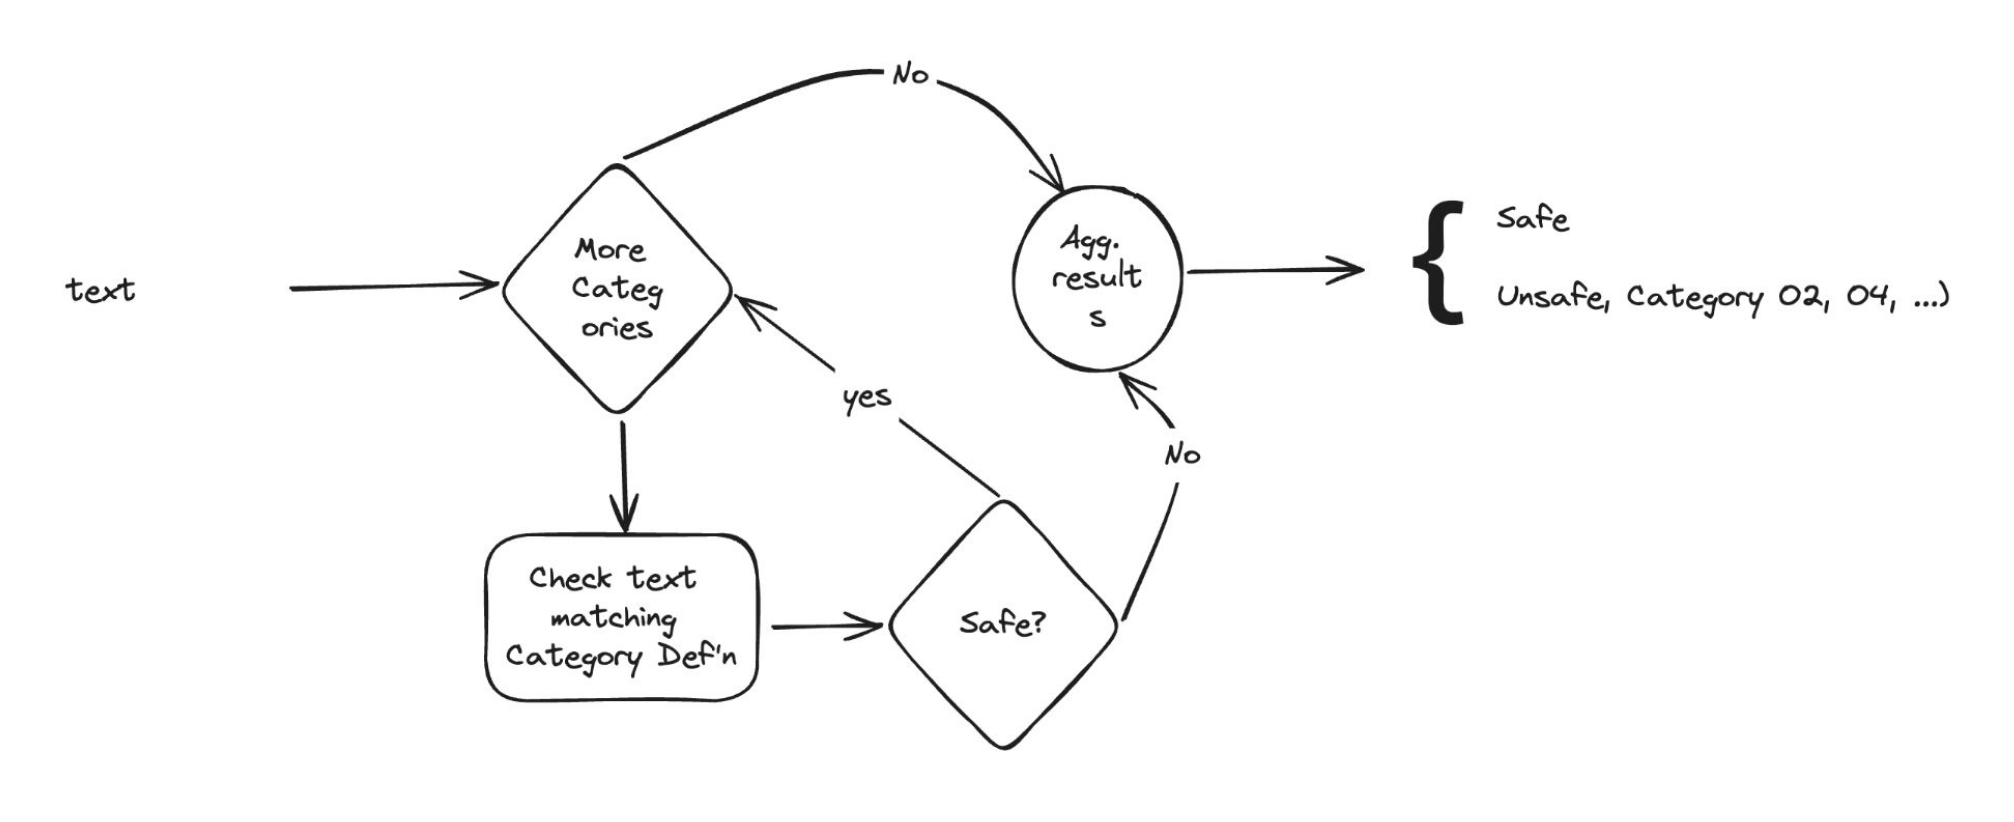 No
text
More
Categ
ories
Agg.
result
s
Safe
Unsafe, Category 02, 04, ...)
yes
No
Check text
matching
Category Def'n
Safe?